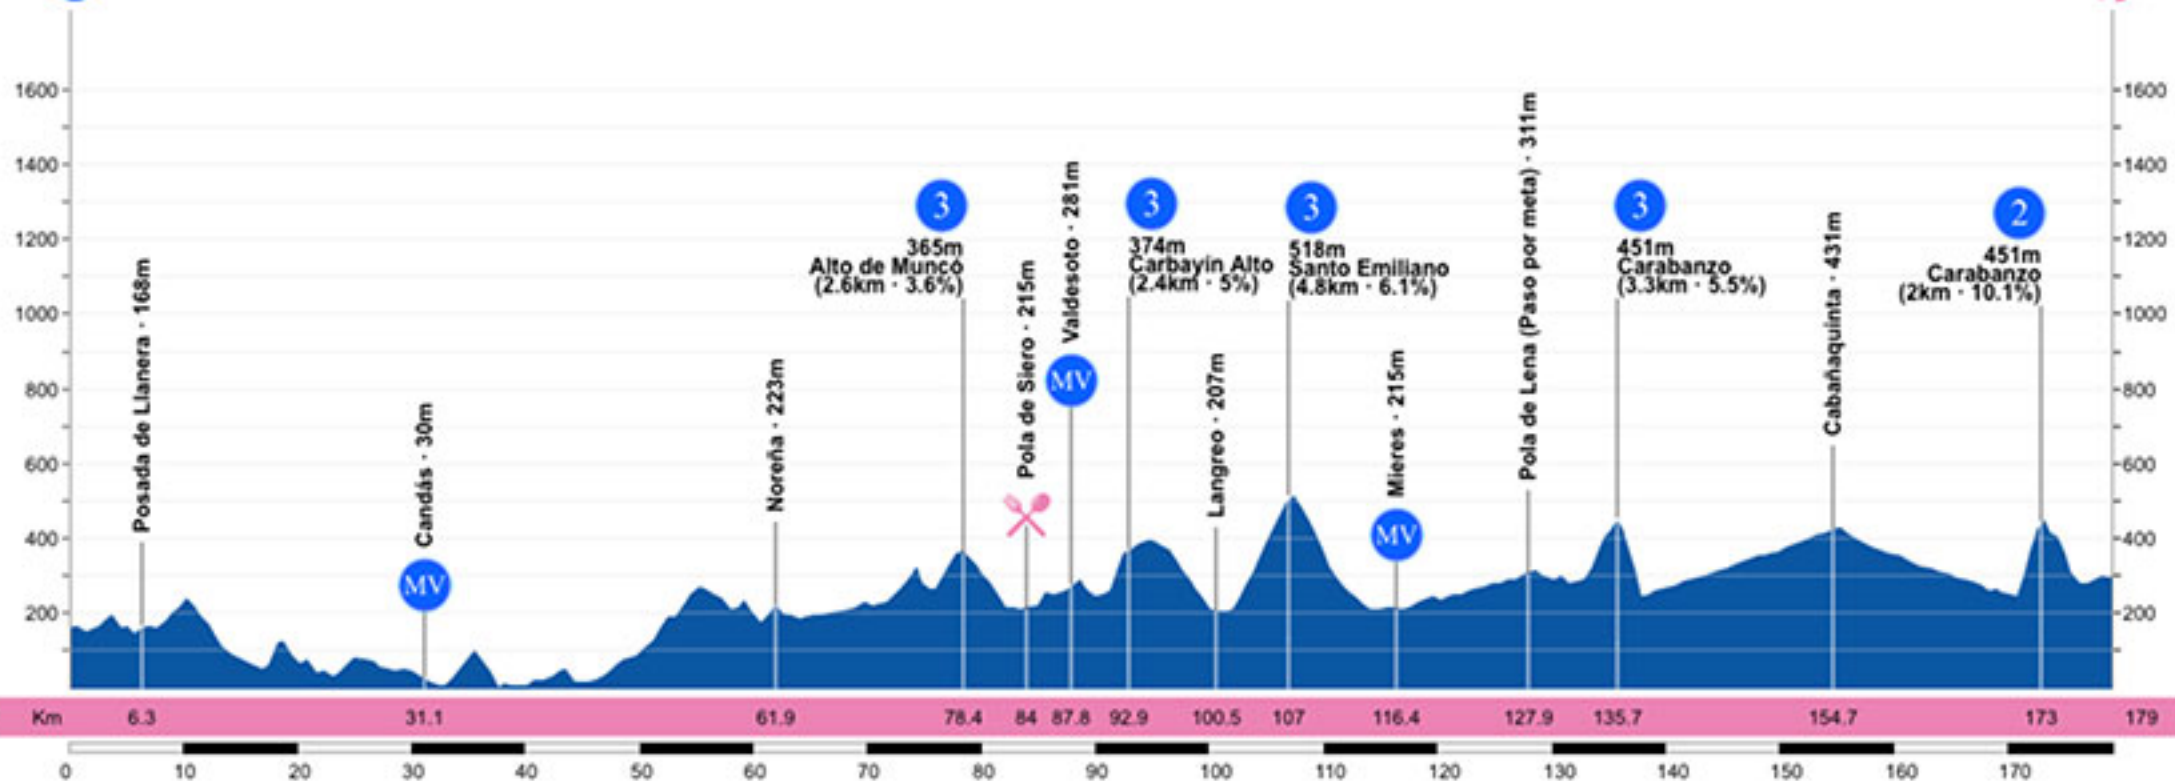 1600
1400
1200
1000
800
600
400
200
Posada de Llanera · 168m
Candás · 30m
MV
Noreña · 223m
3
365m
Alto de Muncó
(2.6km · 3.6%)
Pola de Siero · 215m
Valdesoto · 281m
MV
3
374m
Carbayín Alto
(2.4km · 5%)
Langreo · 207m
3
518m
Santo Emiliano
(4.8km · 6.1%)
Mieres · 215m
MV
Pola de Lena (Paso por meta) · 311m
3
451m
Carabanzo
(3.3km · 5.5%)
Cabañaquinta · 431m
2
451m
Carabanzo
(2km · 10.1%)
1600
1400
1200
1000
800
600
400
200
Km 6.3 31.1 61.9 78.4 84 87.8 92.9 100.5 107 116.4 127.9 135.7 154.7 173 179
0 10 20 30 40 50 60 70 80 90 100 110 120 130 140 150 160 170